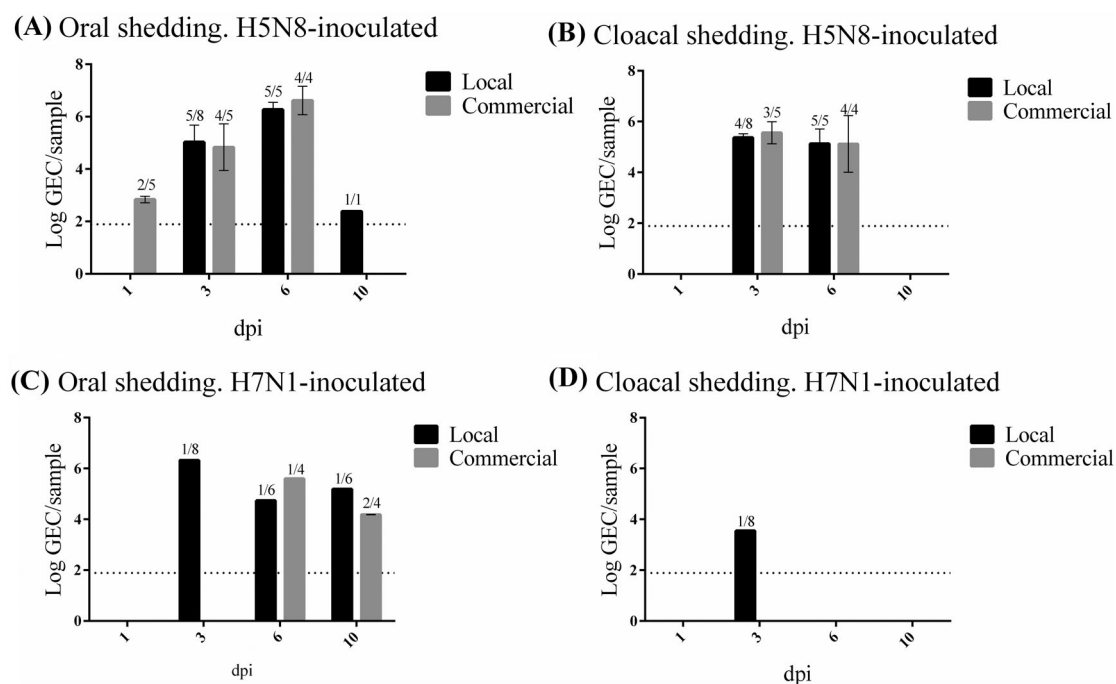 (A) Oral shedding. H5N8-inoculated
Log GEC/sample
8
6
4
2
0
2/5
5/8
4/5
5/5
4/4
1/1
1
3
6
10
dpi
Local
Commercial
(B) Cloacal shedding. H5N8-inoculated
Log GEC/sample
8
6
4
2
0
4/8
3/5
5/5
4/4
1
3
6
10
dpi
Local
Commercial
(C) Oral shedding. H7N1-inoculated
Log GEC/sample
8
6
4
2
0
1/8
1/6
1/4
1/6
2/4
1
3
6
10
dpi
Local
Commercial
(D) Cloacal shedding. H7N1-inoculated
Log GEC/sample
8
6
4
2
0
1/8
1
3
6
10
dpi
Local
Commercial